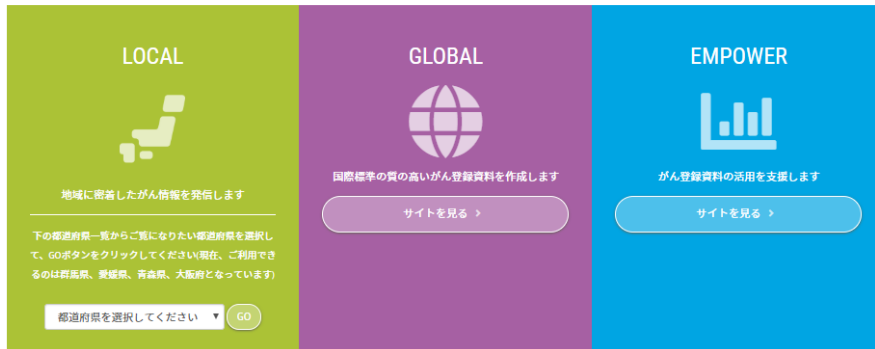 LOCAL
地域に密着したがん情報を発信します
下の都道府県一覧からご覧になりたい都道府県を選択し
て、GOボタンをクリックしてください(現在、ご利用でき
るのは群馬県、愛媛県、青森県、大阪府となっています)
都道府県を選択してください ▼ GO
GLOBAL
国際標準の質の高いがん登録資料を作成します
サイトを見る >
EMPOWER
がん登録資料の活用を支援します
サイトを見る >